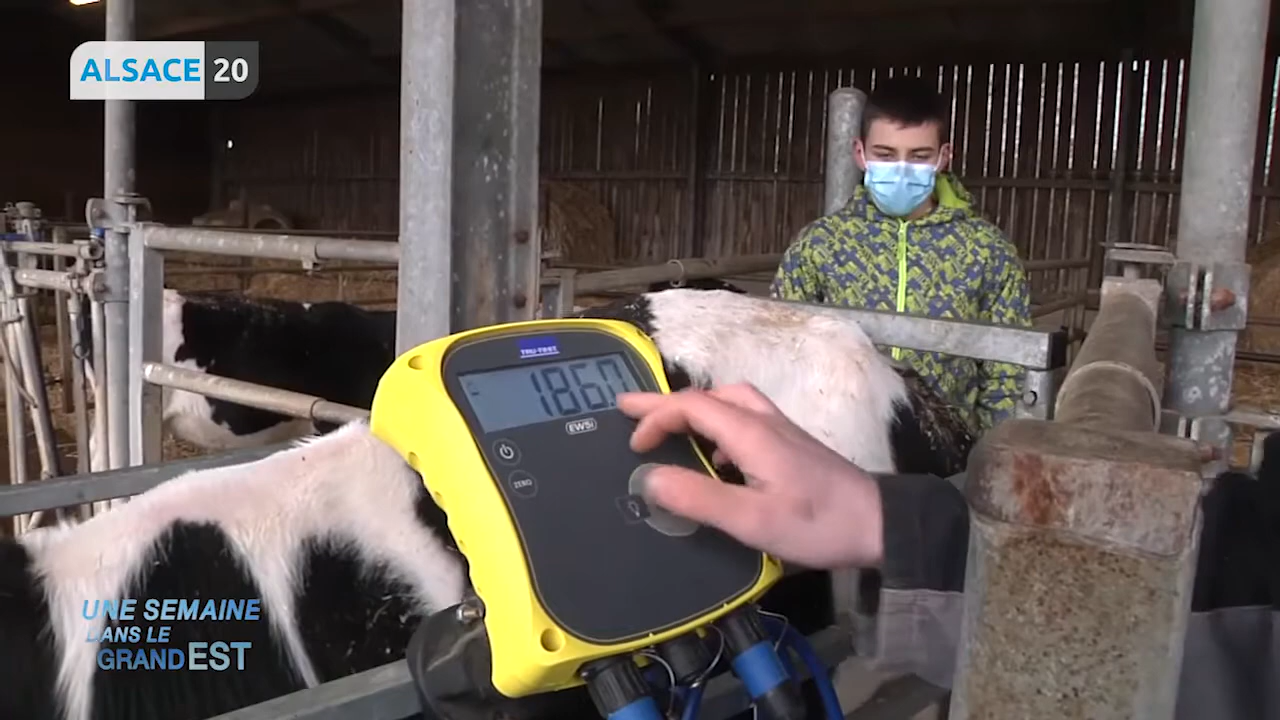 ALSACE 20
TRU-TEST
186.0
EW5i
ZERO
UNE SEMAINE
DANS LE
GRAND EST